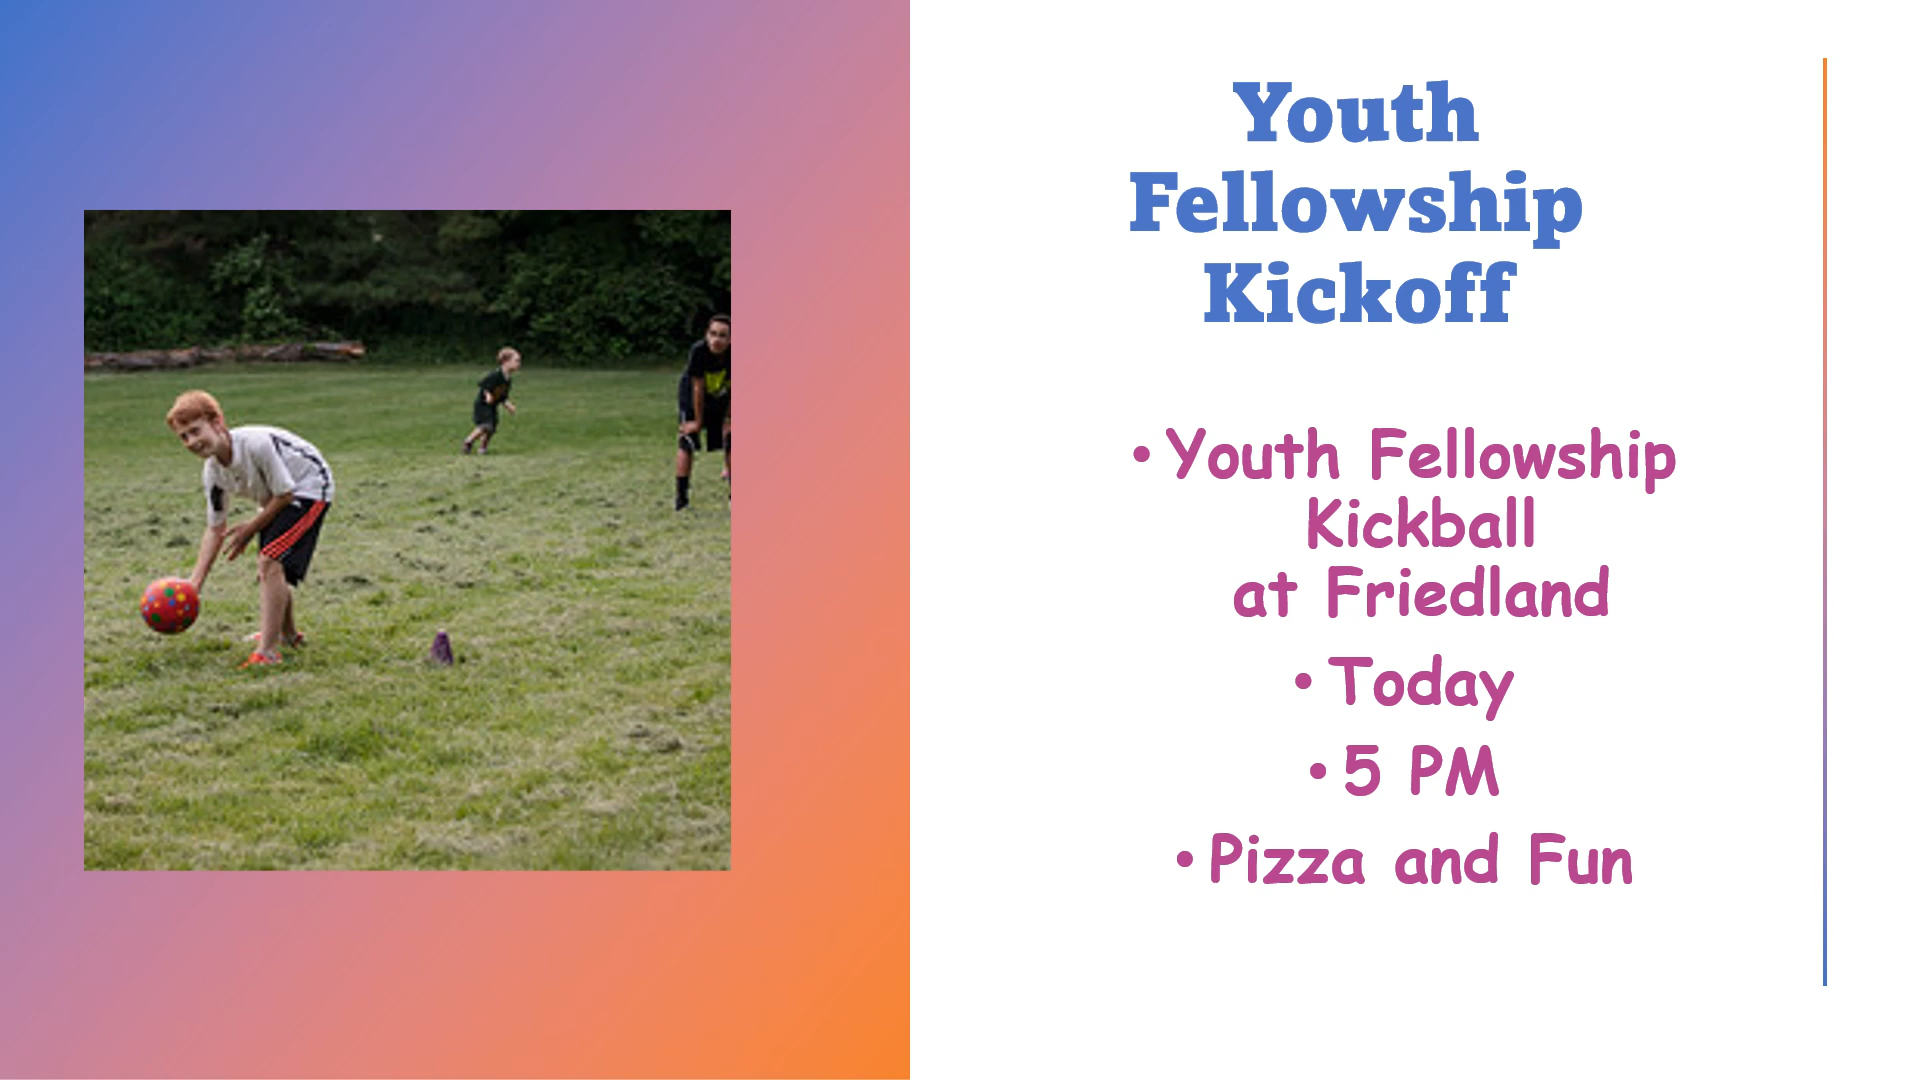 Youth
Fellowship
Kickoff
• Youth Fellowship
Kickball
at Friedland
• Today
• 5 PM
• Pizza and Fun